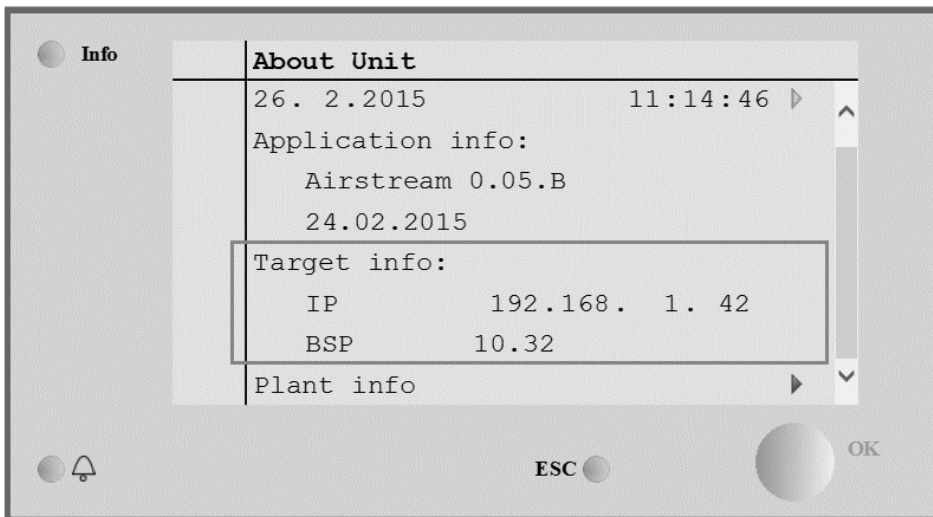 Info
About Unit
26. 2.2015 11:14:46
Application info:
Airstream 0.05.B
24.02.2015
Target info:
IP 192.168. 1. 42
BSP 10.32
Plant info
ESC
OK